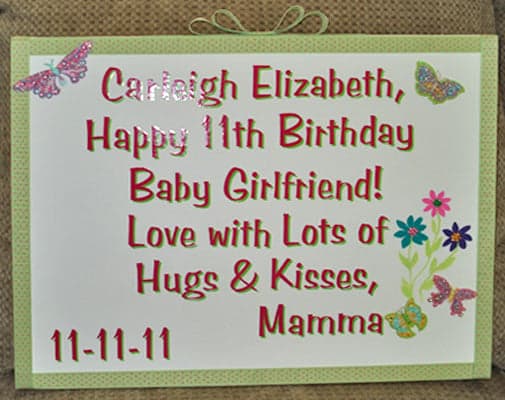 Carleigh Elizabeth,
Happy 11th Birthday
Baby Girlfriend!
Love with Lots of
Hugs & Kisses,
Mamma
11-11-11